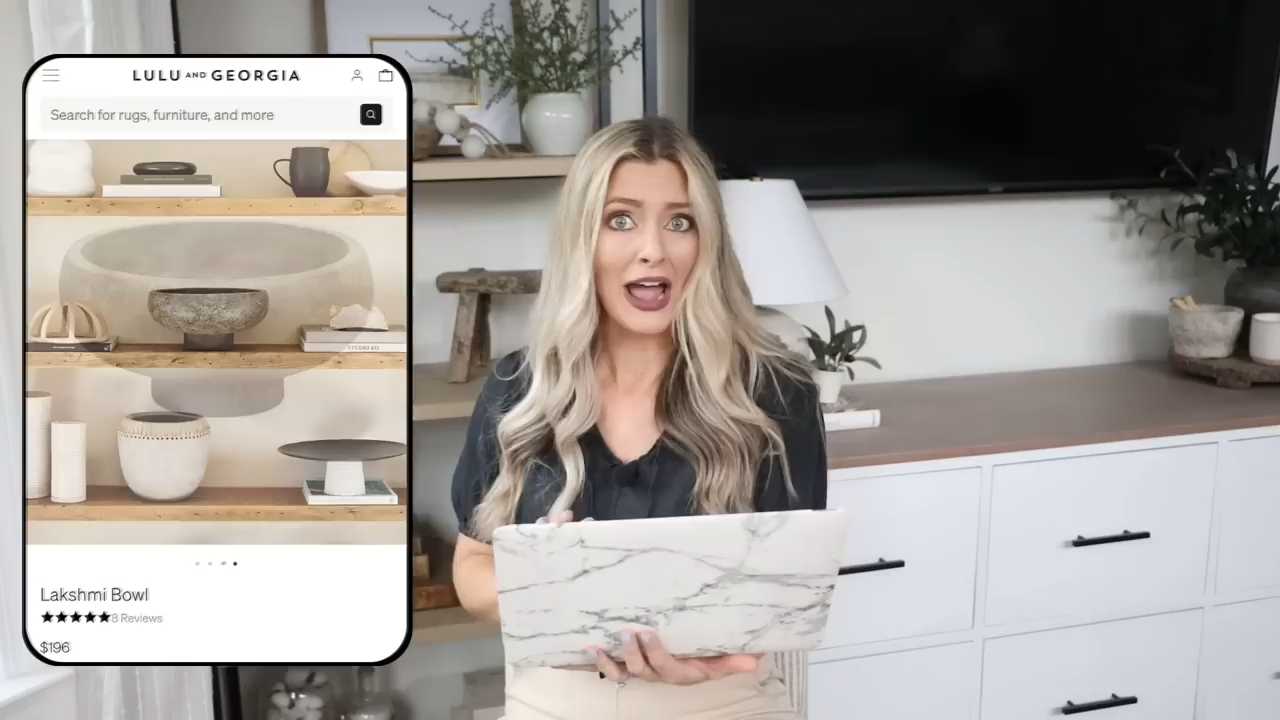 LULU AND GEORGIA
Search for rugs, furniture, and more
Lakshmi Bowl
8 Reviews
$196